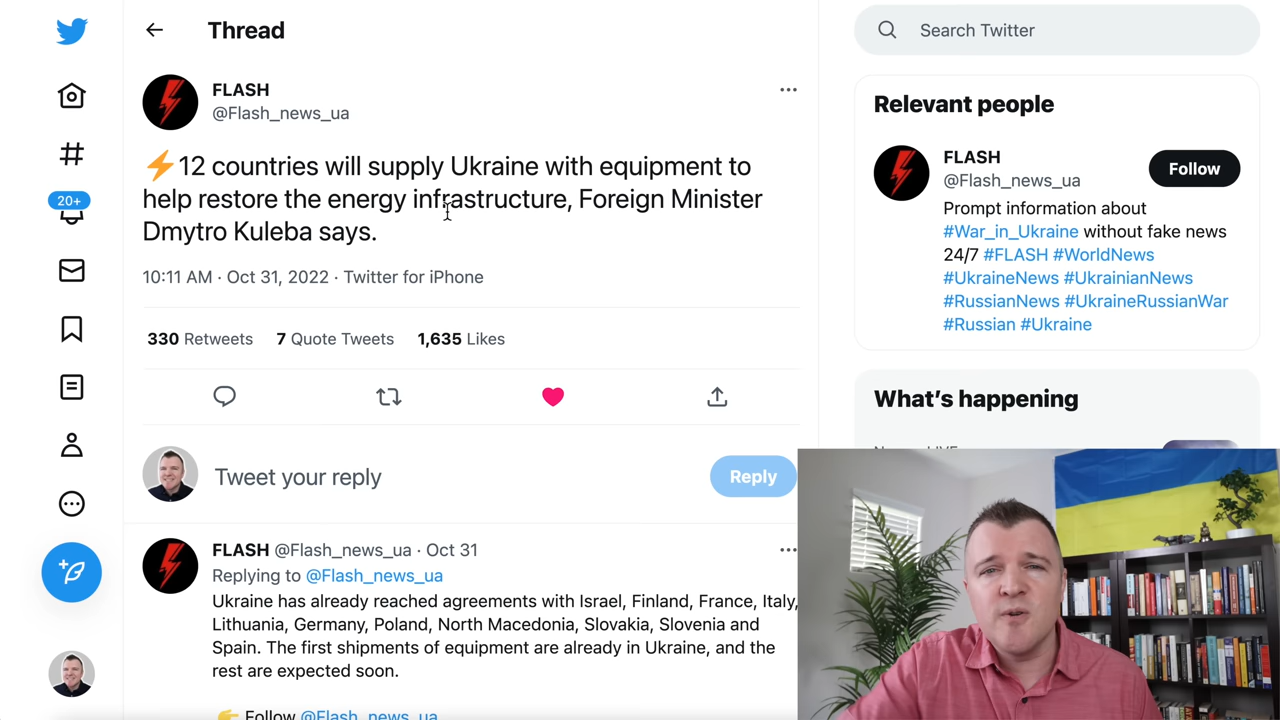 Thread
Search Twitter
FLASH
@Flash_news_ua
⚡12 countries will supply Ukraine with equipment to
help restore the energy infrastructure, Foreign Minister
Dmytro Kuleba says.
10:11 AM · Oct 31, 2022 · Twitter for iPhone
330 Retweets 7 Quote Tweets 1,635 Likes
20+
Tweet your reply
Reply
FLASH @Flash_news_ua · Oct 31
Replying to @Flash_news_ua
Ukraine has already reached agreements with Israel, Finland, France, Italy,
Lithuania, Germany, Poland, North Macedonia, Slovakia, Slovenia and
Spain. The first shipments of equipment are already in Ukraine, and the
rest are expected soon.
👉 Follow @Flash_news_ua
Relevant people
FLASH
@Flash_news_ua
Follow
Prompt information about
#War_in_Ukraine without fake news
24/7 #FLASH #WorldNews
#UkraineNews #UkrainianNews
#RussianNews #UkraineRussianWar
#Russian #Ukraine
What's happening